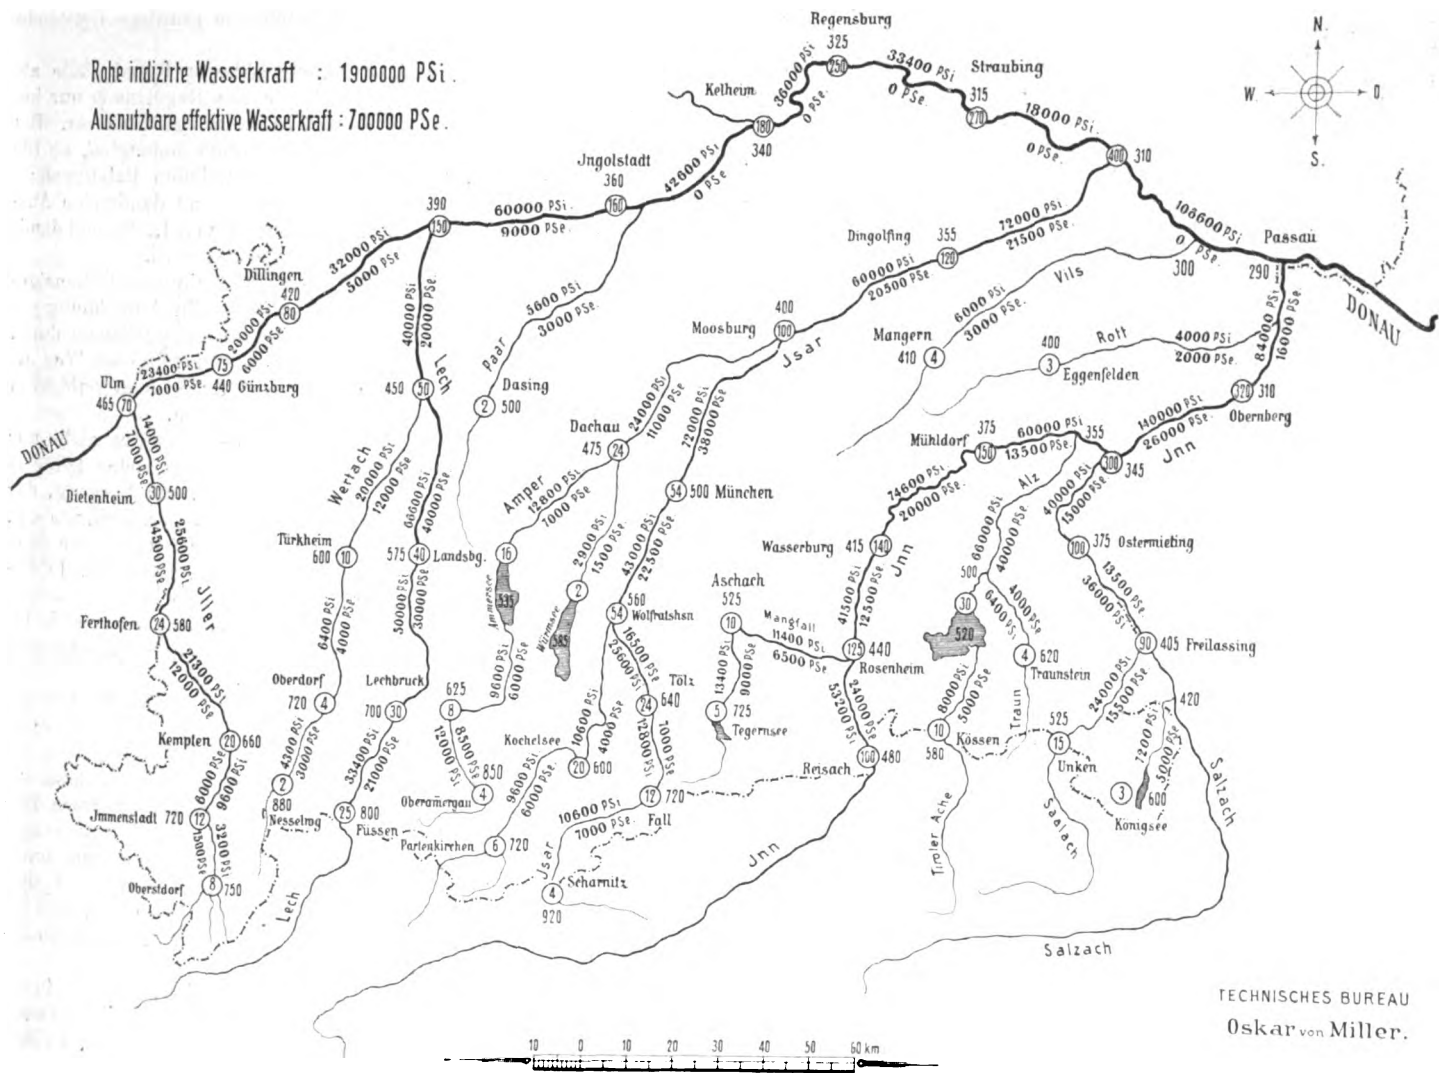 Rohe indizirte Wasserkraft : 1900000 PSi.
Ausnutzbare effektive Wasserkraft : 700000 PSe.
N.
W.
O.
S.
Regensburg
325
250
36000 PSi
0 PSe.
33400 PSi
0 PSe.
Straubing
315
270
18000 PSi.
0 PSe.
400
310
Kelheim
180
340
42600 PSi
0 PSe.
Jngolstadt
360
160
60000 PSi.
9000 PSe.
390
150
32000 PSi
5000 PSe
Dillingen
420
80
20000 PSi
6000 PSe.
75
440 Günzburg
23400 PSi
7000 PSe.
Ulm
465
70
DONAU
108600 PSi
0 PSe.
300
Passau
290
DONAU
14000 PSi
7000 PSe
Dietenheim
30
500
25600 PSi
14500 PSe
Jller
Ferthofen
24
580
21300 PSi
12000 PSe
Kempten
20
660
6000 PSe
9600 PSi
Jmmenstadt
720
12
1500 PSe
3200 PSi
Oberstdorf
8
750
40000 PSi
20000 PSe.
Lech
450
50
Wertach
20000 PSi
12000 PSe
Türkheim
600
10
6400 PSi
4000 PSe.
Oberdorf
720
4
4300 PSi
3000 PSe
2
880
Nesselwg
66600 PSi
40000 PSe.
575
40
Landsbg.
50000 PSi
30000 PSe
Lechbruck
700
30
33400 PSi
21000 PSe
25
800
Füssen
Lech
5600 PSi
3000 PSe.
Paar
Dasing
2
500
Moosburg
400
100
Jsar
60000 PSi
20500 PSe.
Dingolfing
355
120
72000 PSi
21500 PSe
24000 PSi
11000 PSe
Dachau
475
24
Amper
12800 PSi
7000 PSe
16
Ammersee
535
9600 PSi
6000 PSe
625
8
8500 PSe
12000 PSi
850
4
Oberamergau
2900 PSi
1500 PSe.
2
Würmsee
585
72000 PSi
38000 PSe
54
500 München
43000 PSi
22500 PSe.
560
54
Wolfratshsn
16500 PSe
25600 PSi
Tölz
24
640
7000 PSe
12000 PSi
12
720
Fall
10600 PSi
7000 PSe.
Jsar
4
Scharnitz
920
10600 PSi
4000 PSe
Kochelsee
20
600
9600 PSi
6000 PSe
Partenkirchen
6
720
Vils
6000 PSi
3000 PSe.
Mangern
410
4
Rott
4000 PSi
2000 PSe.
400
3
Eggenfelden
84000 PSi
16000 PSe
320
310
Obernberg
140000 PSi
26000 PSe
Jnn
300
345
355
60000 PSi
13500 PSe.
375
Mühldorf
150
74600 PSi
20000 PSe.
Wasserburg
415
140
Jnn
41500 PSi
12500 PSe.
125
440
Rosenheim
Mangfall
11400 PSi
6500 PSe.
Aschach
525
10
13400 PSi
9000 PSe
5
725
Tegernsee
24000 PSe
53200 PSi
Reisach
100
480
Jnn
Alz
66000 PSi
40000 PSe
500
30
520
4000 PSe
6400 PSi
4
620
Traunstein
Traun
8000 PSi
5000 PSe.
10
Kössen
580
Tiroler Ache
40000 PSi
15000 PSe
100
375 Ostermieting
13500 PSe.
36000 PSi
90
405 Freilassing
24000 PSi
15500 PSe
525
15
Unken
Saalach
420
7200 PSi
5000 PSe
3
600
Königsee
Salzach
Salzach
TECHNISCHES BUREAU
Oskar von Miller.
10 0 10 20 30 40 50 60 km